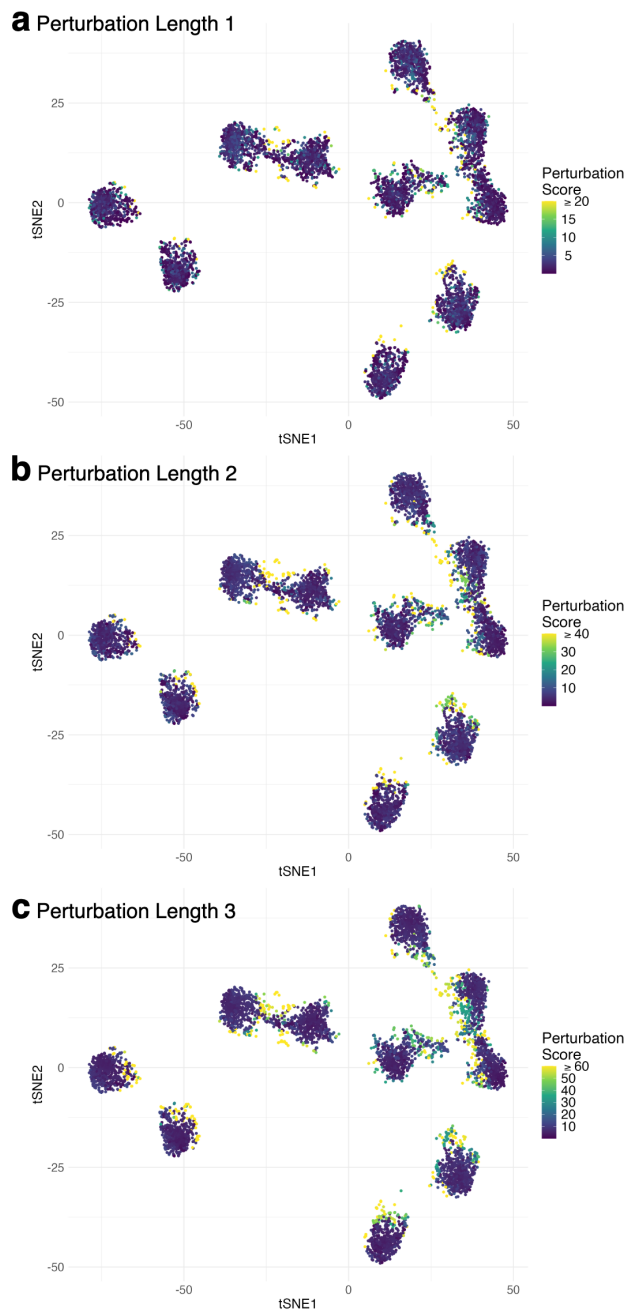 a Perturbation Length 1
25
0
-25
-50
tSNE2
-50 0 50
tSNE1
Perturbation
Score
≥ 20
15
10
5
b Perturbation Length 2
25
0
-25
-50
tSNE2
-50 0 50
tSNE1
Perturbation
Score
≥ 40
30
20
10
c Perturbation Length 3
25
0
-25
-50
tSNE2
-50 0 50
tSNE1
Perturbation
Score
≥ 60
50
40
30
20
10